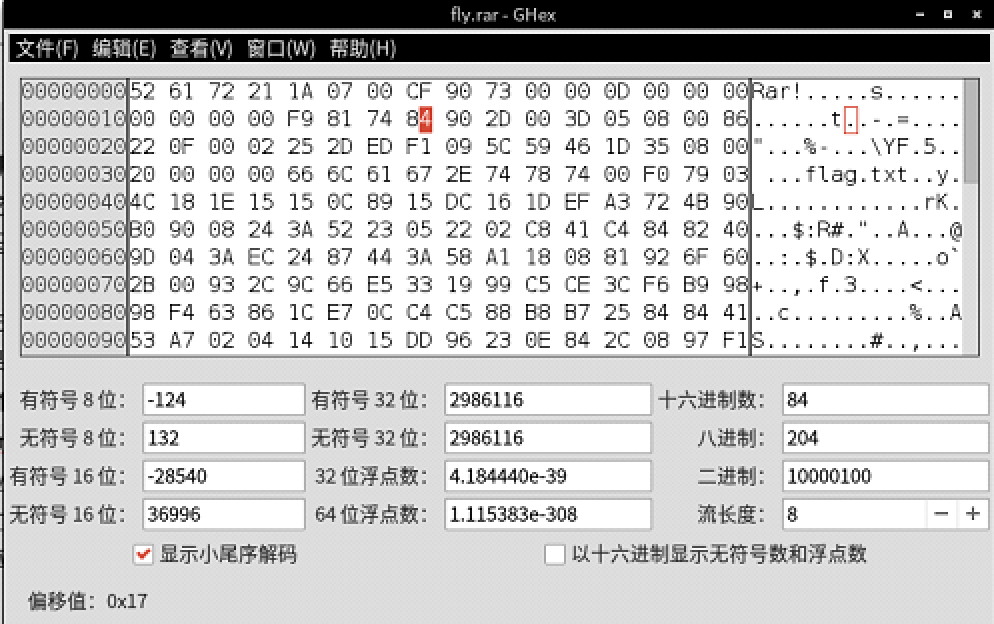 fly.rar - GHex
文件(F) 编辑(E) 查看(V) 窗口(W) 帮助(H)
00000000 52 61 72 21 1A 07 00 CF 90 73 00 00 0D 00 00 00 Rar!.....s......
00000010 00 00 00 00 F9 81 74 84 90 2D 00 3D 05 08 00 86 ......t..-.=....
00000020 22 0F 00 02 25 2D ED F1 09 5C 59 46 1D 35 08 00 "...%-...\YF.5..
00000030 20 00 00 00 66 6C 61 67 2E 74 78 74 00 F0 79 03  ...flag.txt..y.
00000040 4C 18 1E 15 15 0C 89 15 DC 16 1D EF A3 72 4B 90 L............rK.
00000050 B0 90 08 24 3A 52 23 05 22 02 C8 41 C4 84 82 40 ...$:R#."..A...@
00000060 9D 04 3A EC 24 87 44 3A 58 A1 18 08 81 92 6F 60 ..:.$.D:X.....o`
00000070 2B 00 93 2C 9C 66 E5 33 19 99 C5 CE 3C F6 B9 98 +..,.f.3....<...
00000080 98 F4 63 86 1C E7 0C C4 C5 88 B8 B7 25 84 84 41 ..c.........%..A
00000090 53 A7 02 04 14 10 15 DD 96 23 0E 84 2C 08 97 F1 S........#..,...
有符号 8 位: -124 有符号 32 位: 2986116 十六进制数: 84
无符号 8 位: 132 无符号 32 位: 2986116 八进制: 204
有符号 16 位: -28540 32 位浮点数: 4.184440e-39 二进制: 10000100
无符号 16 位: 36996 64 位浮点数: 1.115383e-308 流长度: 8 − +
显示小尾序解码 以十六进制显示无符号数和浮点数
偏移值: 0x17